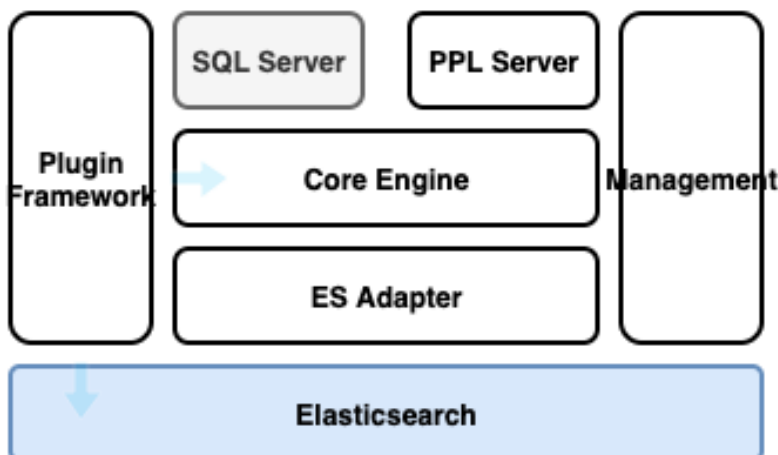 SQL Server
PPL Server
Plugin
Framework
Core Engine
Management
ES Adapter
Elasticsearch